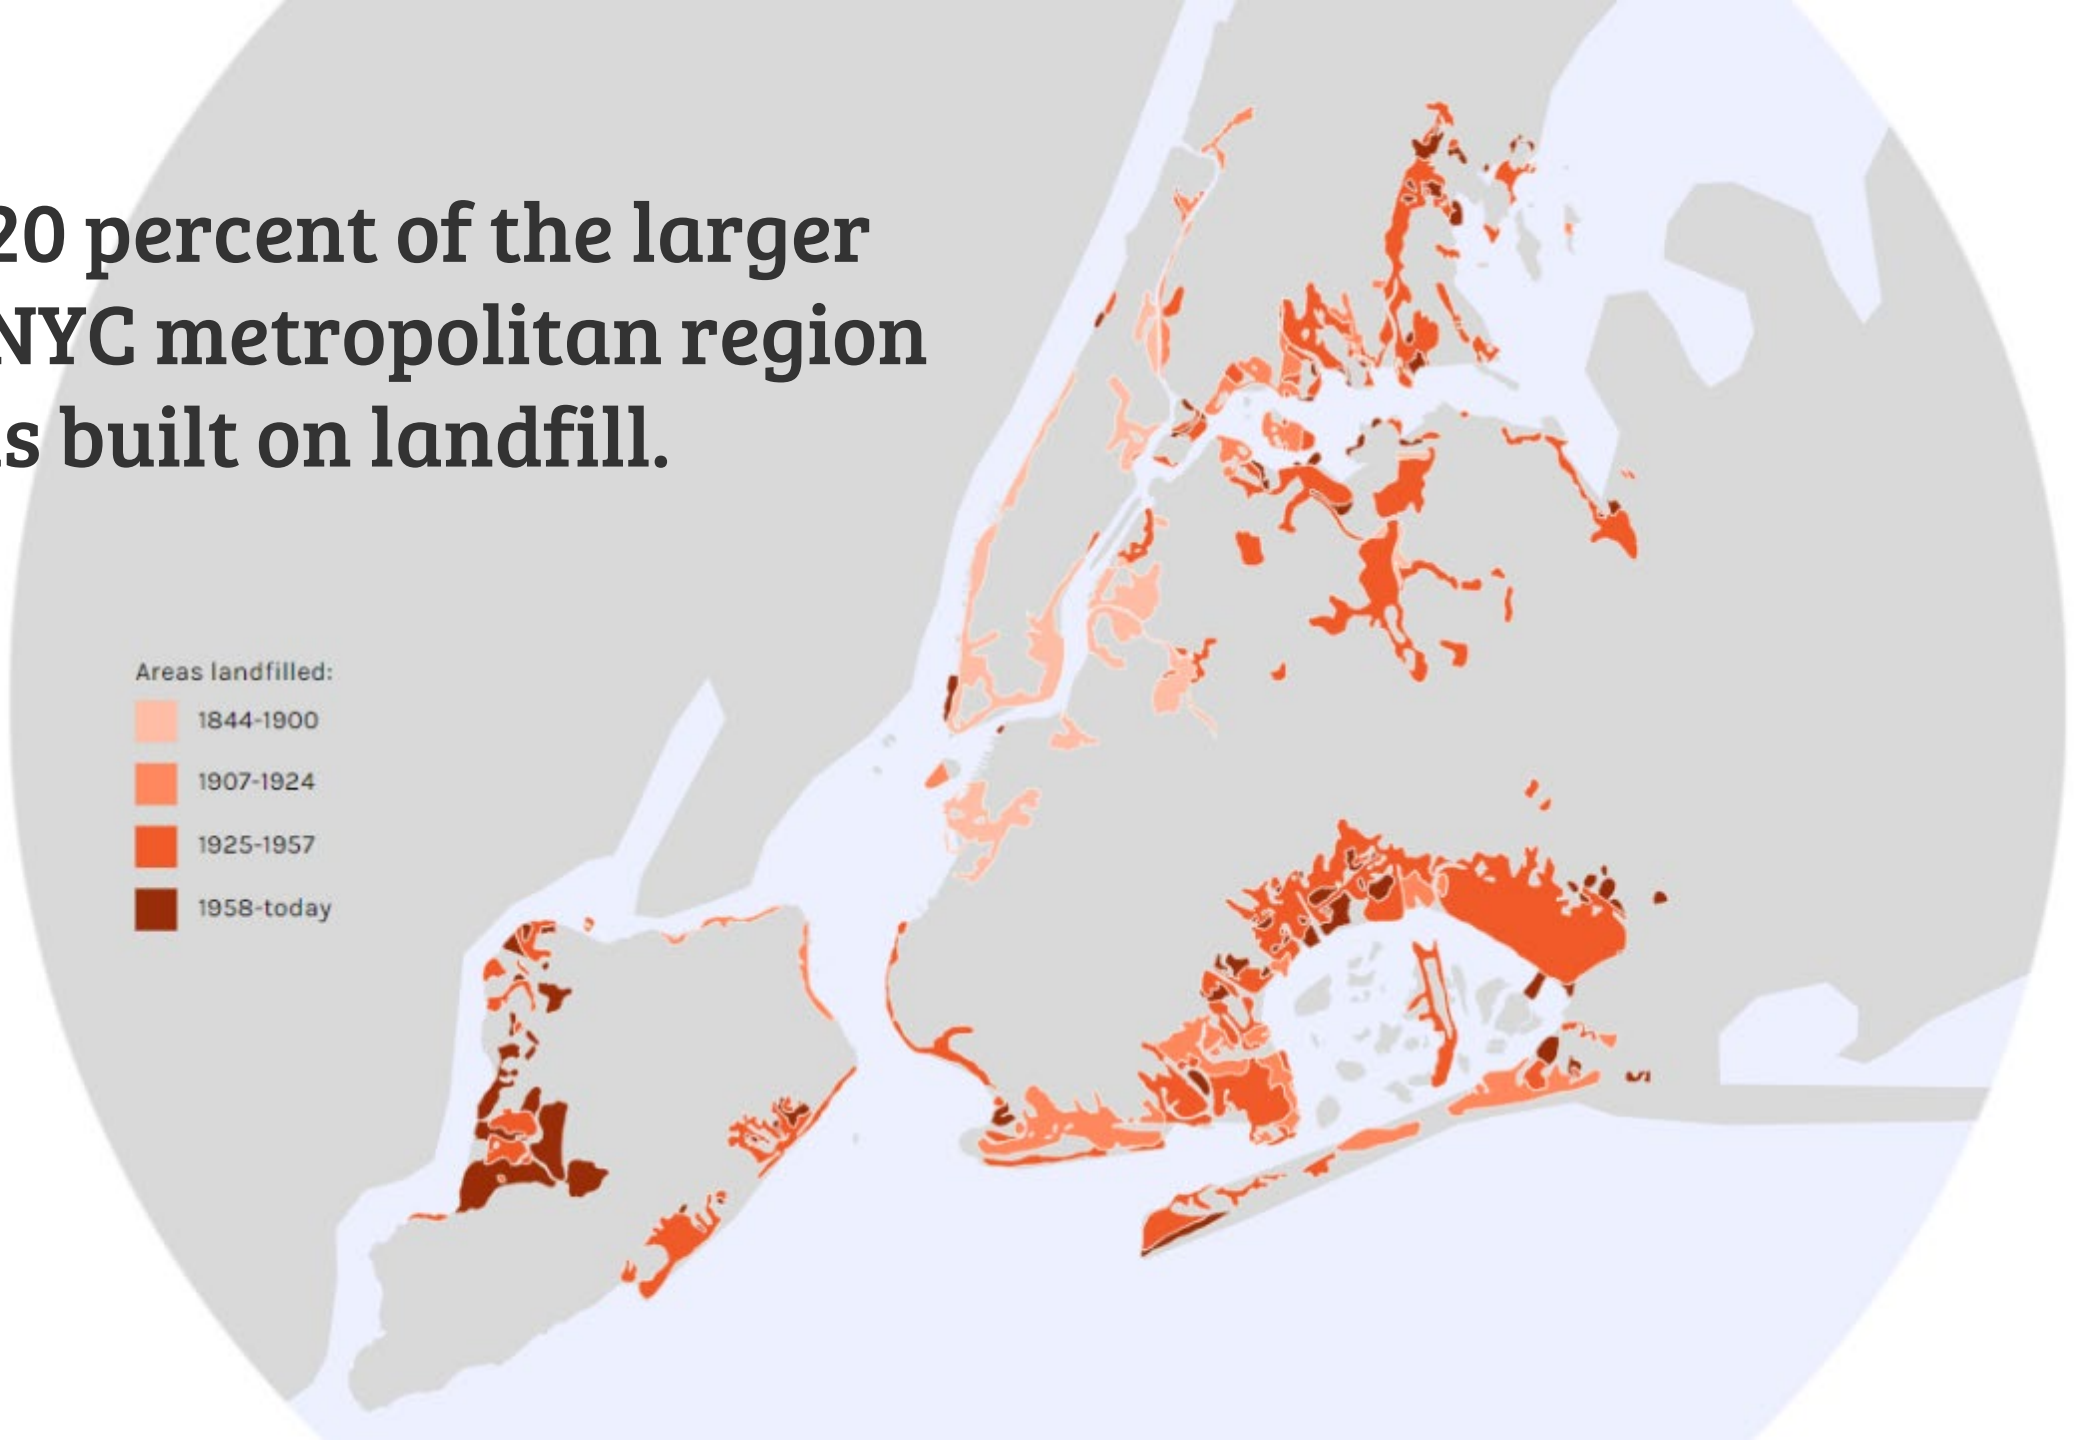 20 percent of the larger
NYC metropolitan region
is built on landfill.
Areas landfilled:
1844-1900
1907-1924
1925-1957
1958-today